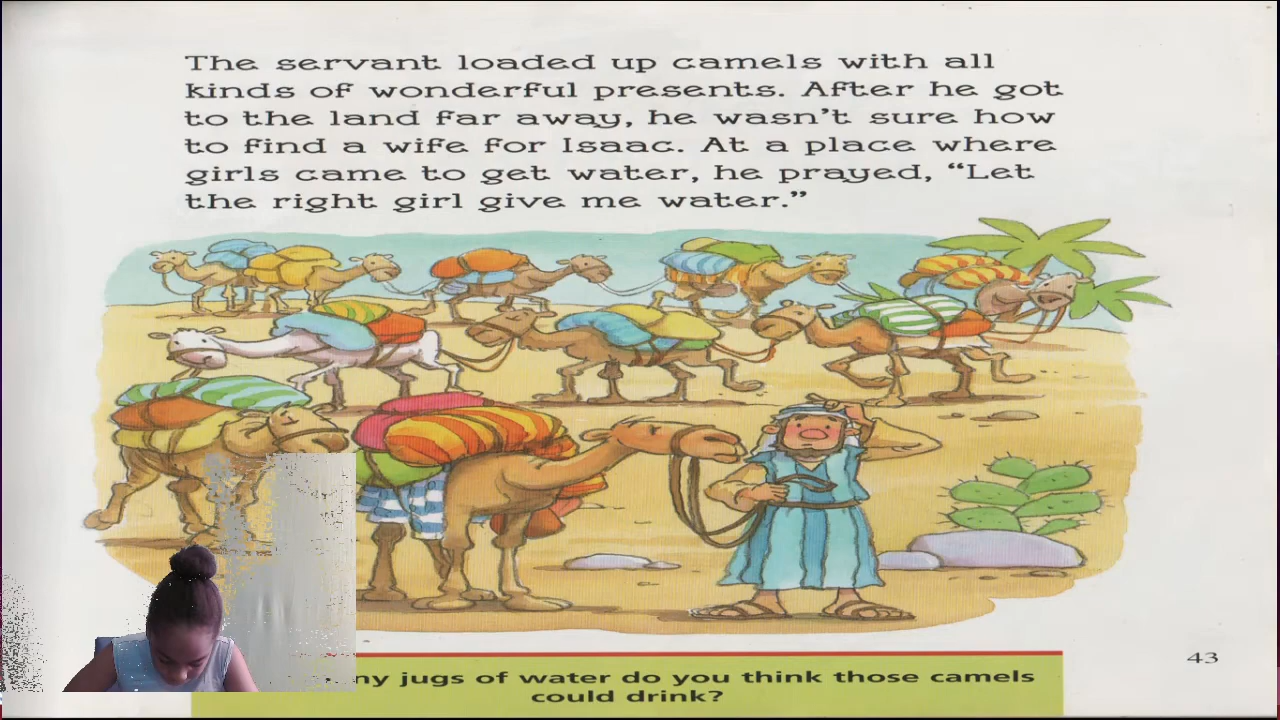 The servant loaded up camels with all
kinds of wonderful presents. After he got
to the land far away, he wasn't sure how
to find a wife for Isaac. At a place where
girls came to get water, he prayed, “Let
the right girl give me water.”
jugs of water do you think those camels
could drink?
43